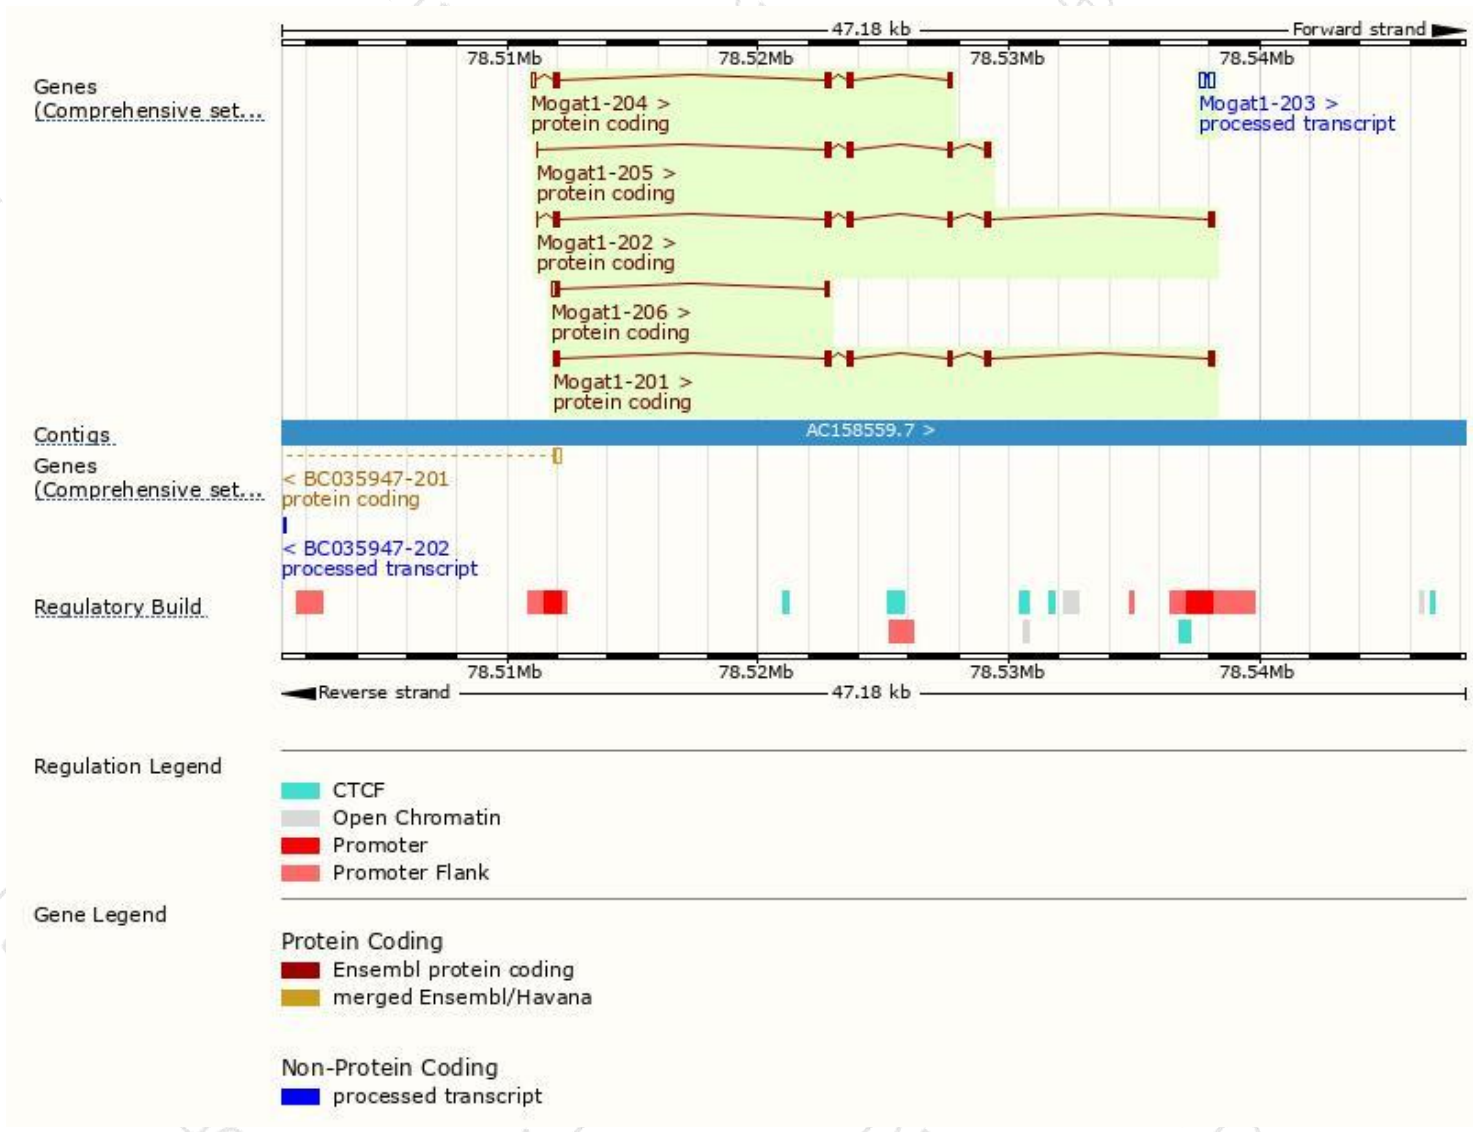 47.18 kb Forward strand
78.51Mb 78.52Mb 78.53Mb 78.54Mb
Genes
(Comprehensive set...
Mogat1-204 >
protein coding
Mogat1-203 >
processed transcript
Mogat1-205 >
protein coding
Mogat1-202 >
protein coding
Mogat1-206 >
protein coding
Mogat1-201 >
protein coding
Contigs
AC158559.7 >
Genes
(Comprehensive set...
< BC035947-201
protein coding
< BC035947-202
processed transcript
Regulatory Build
78.51Mb 78.52Mb 78.53Mb 78.54Mb
Reverse strand 47.18 kb
Regulation Legend
CTCF
Open Chromatin
Promoter
Promoter Flank
Gene Legend
Protein Coding
Ensembl protein coding
merged Ensembl/Havana
Non-Protein Coding
processed transcript